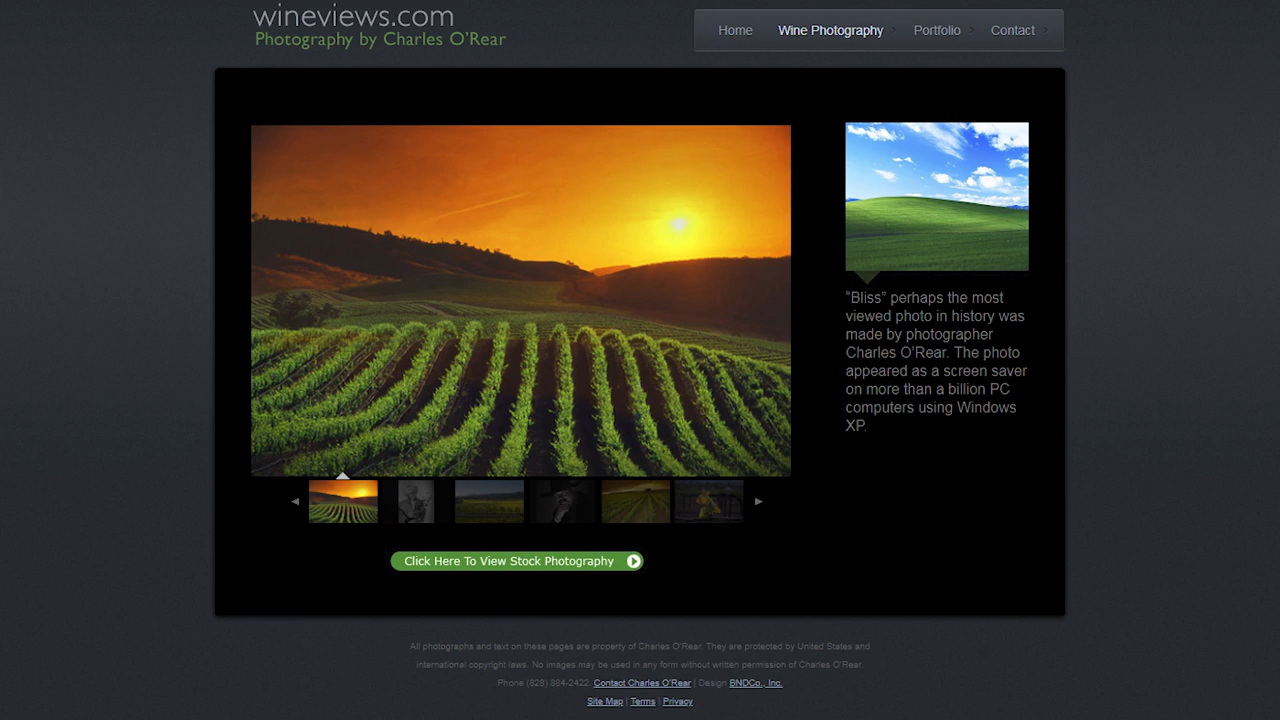 wineviews.com
Photography by Charles O'Rear
Home
Wine Photography
Portfolio
Contact
“Bliss” perhaps the most
viewed photo in history was
made by photographer
Charles O'Rear. The photo
appeared as a screen saver
on more than a billion PC
computers using Windows
XP.
Click Here To View Stock Photography
All photographs and text on these pages are property of Charles O'Rear. They are protected by United States and
international copyright laws. No images may be used in any form without written permission of Charles O'Rear.
Phone (828) 884-2422. Contact Charles O'Rear | Design BNDCo., Inc.
Site Map | Terms | Privacy